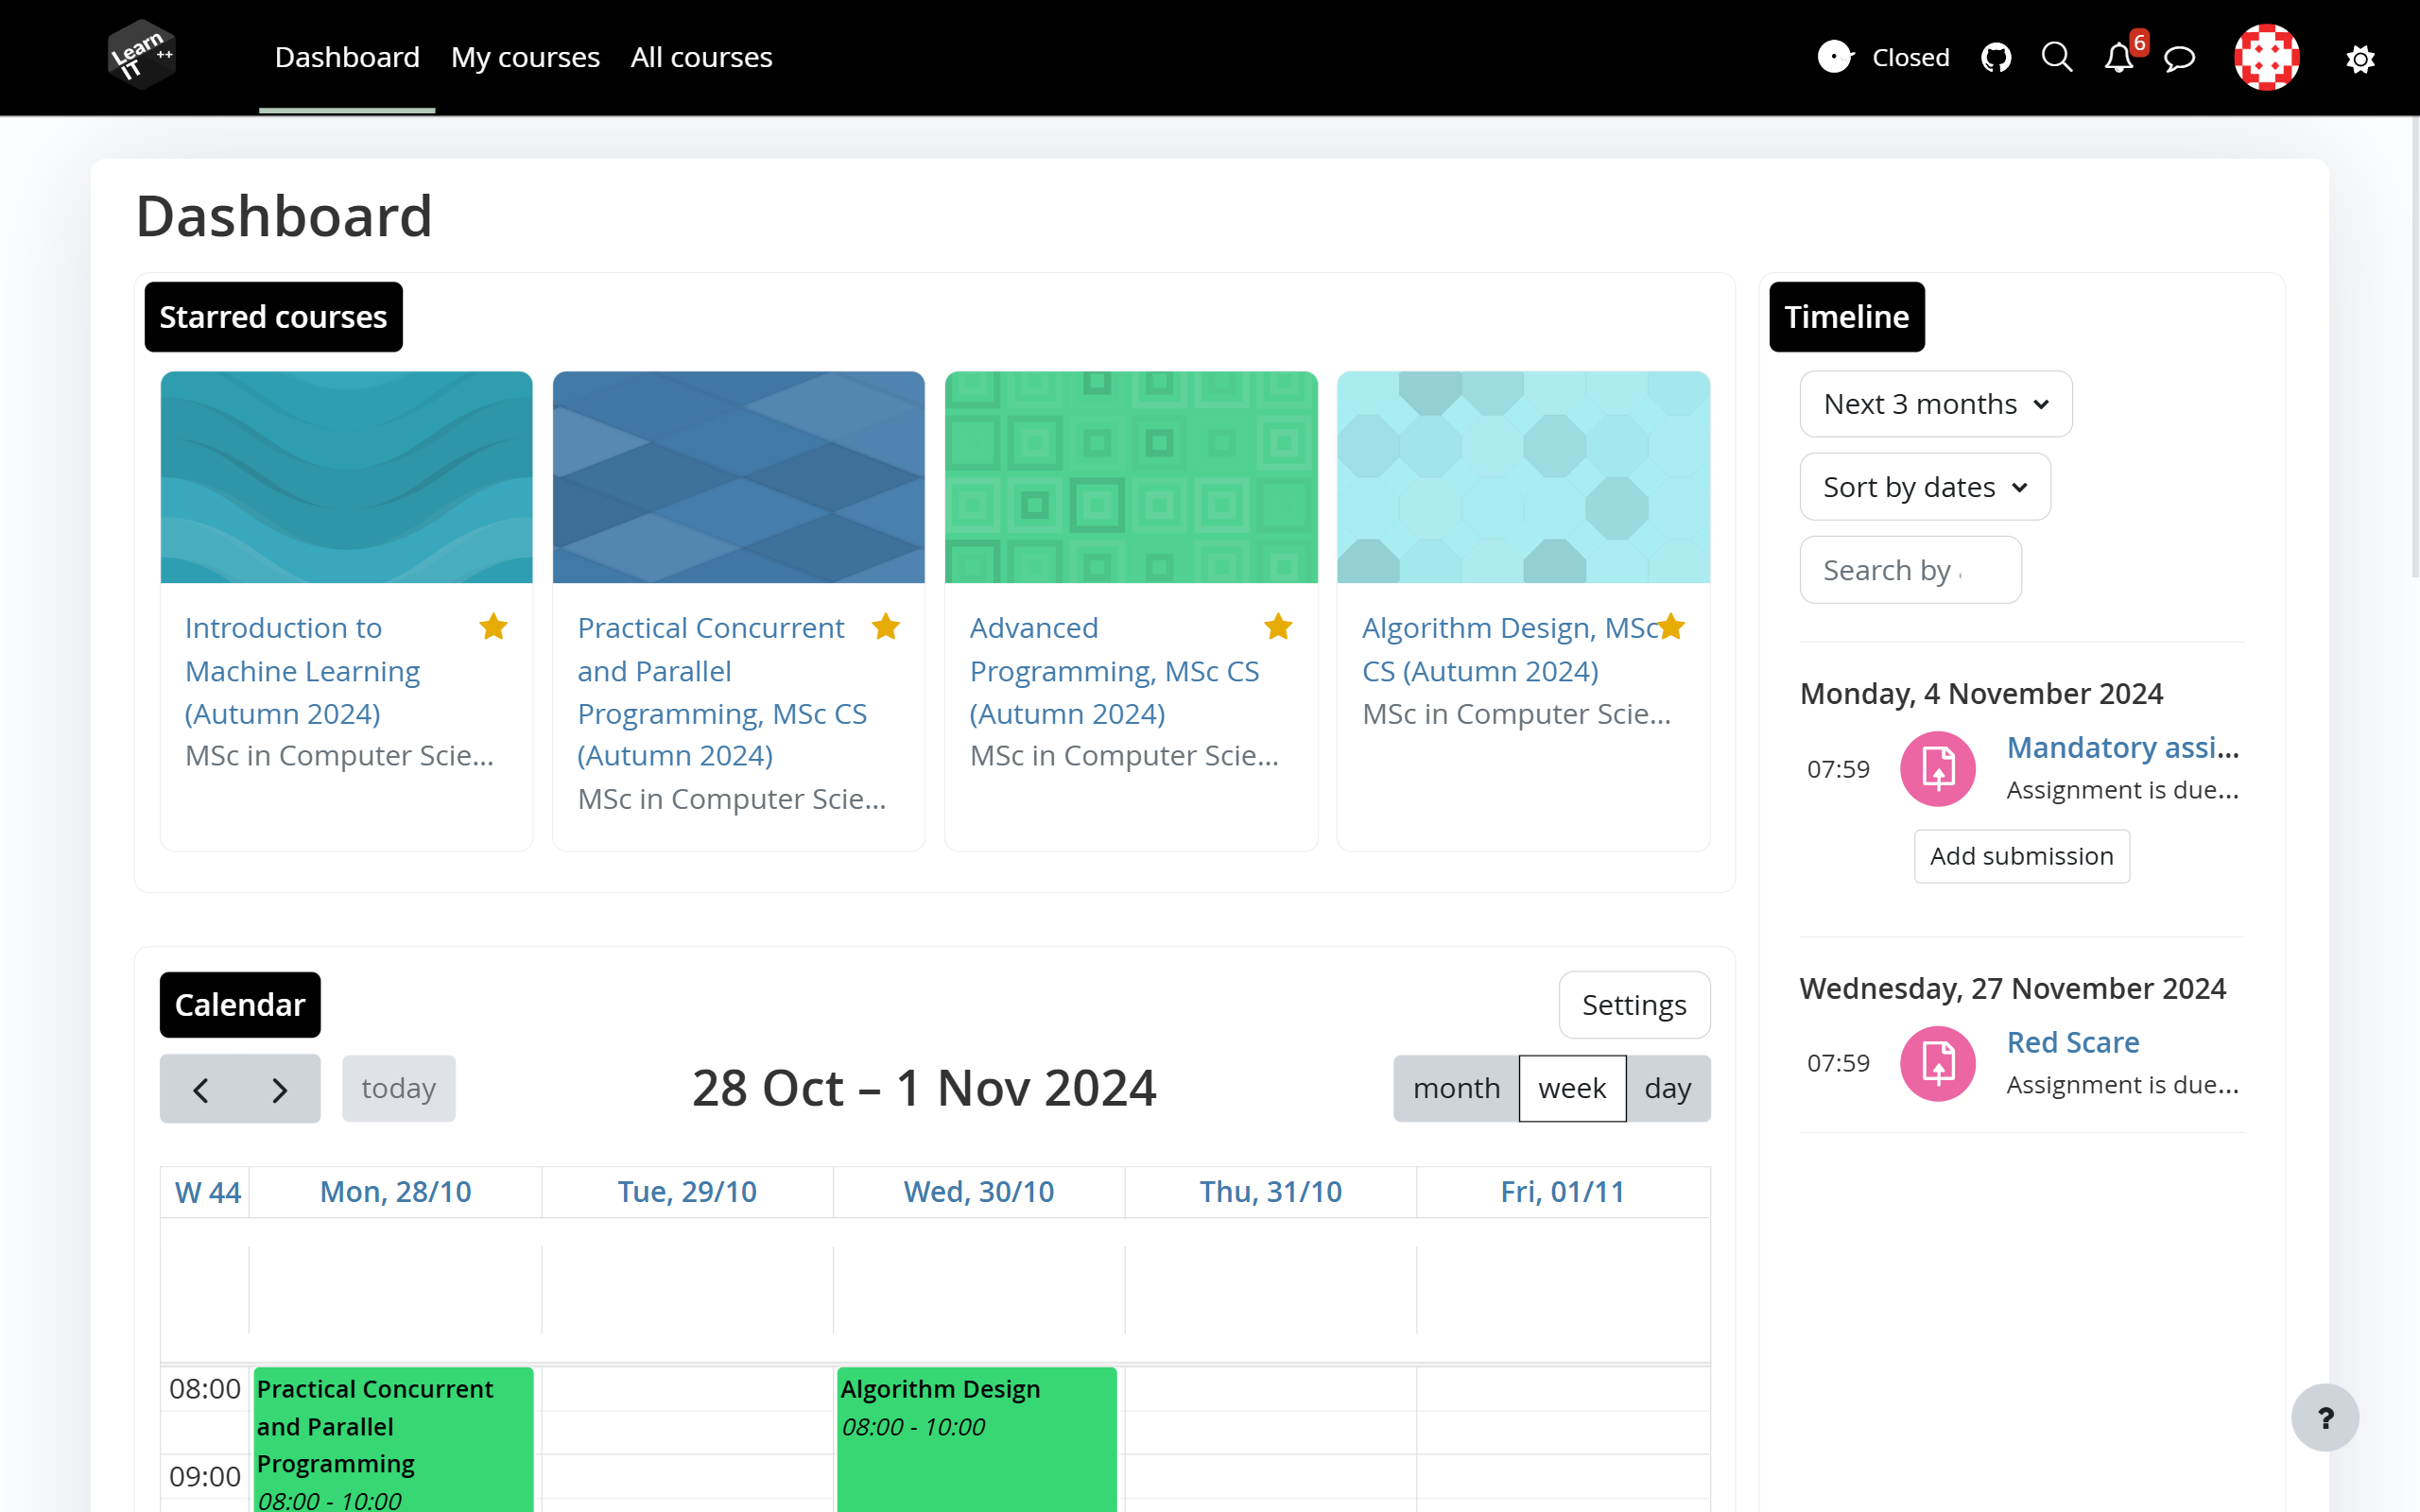 Learn
IT ++
Dashboard
My courses
All courses
Closed
6
Dashboard
Starred courses
Introduction to
Machine Learning
(Autumn 2024)
MSc in Computer Scie...
Practical Concurrent
and Parallel
Programming, MSc CS
(Autumn 2024)
MSc in Computer Scie...
Advanced
Programming, MSc CS
(Autumn 2024)
MSc in Computer Scie...
Algorithm Design, MSc
CS (Autumn 2024)
MSc in Computer Scie...
Timeline
Next 3 months
Sort by dates
Search by
Monday, 4 November 2024
07:59
Mandatory assi...
Assignment is due...
Add submission
Wednesday, 27 November 2024
07:59
Red Scare
Assignment is due...
Calendar
Settings
today
28 Oct – 1 Nov 2024
month
week
day
W 44
Mon, 28/10
Tue, 29/10
Wed, 30/10
Thu, 31/10
Fri, 01/11
08:00
09:00
Practical Concurrent
and Parallel
Programming
08:00 - 10:00
Algorithm Design
08:00 - 10:00
?